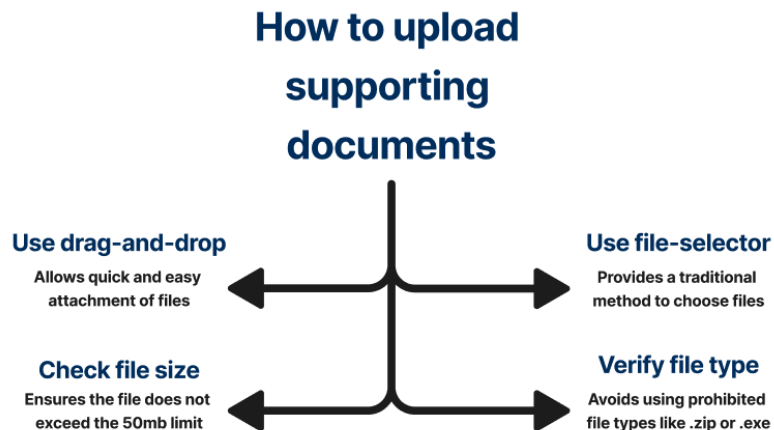 How to upload
supporting
documents
Use drag-and-drop
Allows quick and easy
attachment of files
Use file-selector
Provides a traditional
method to choose files
Check file size
Ensures the file does not
exceed the 50mb limit
Verify file type
Avoids using prohibited
file types like .zip or .exe